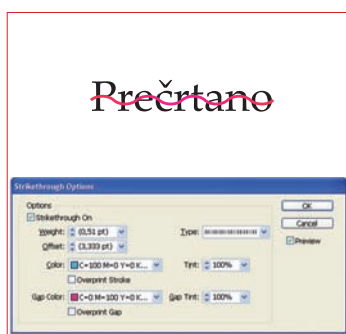 Prečrtano
Strikethrough Options
Options
Strikethrough On
OK
Weight: (0,51 pt)
Type:
Cancel
Offset: (3,333 pt)
Preview
Color: C=100 M=0 Y=0 K...
Tint: 100%
Overprint Stroke
Gap Color: C=0 M=100 Y=0 K...
Gap Tint: 100%
Overprint Gap